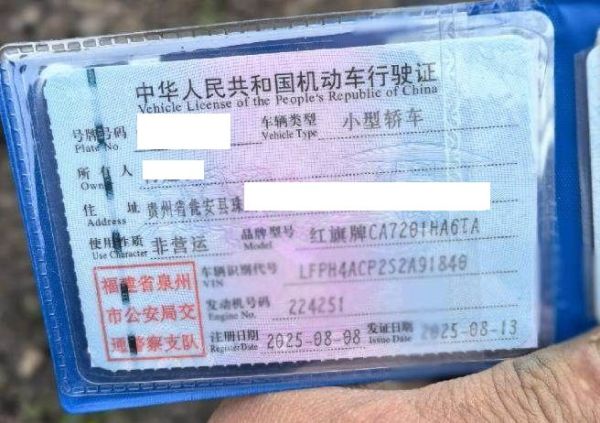 中华人民共和国机动车行驶证
Vehicle License of the People's Republic of China
号牌号码 车辆类型 小型轿车
Plate No Vehicle Type
所有人
Own
住 址 贵州省瓮安县珠
Address
使用性质 非营运 品牌型号 红旗牌CA7201HA6TA
Use Character Model
车辆识别代号 LFPH4ACP2S2A91840
VIN
发动机号码 224251
Engine No.
注册日期 2025-08-08 发证日期 2025-08-13
Register Date Issue Date
福建省泉州
市公安局交
通警察支队